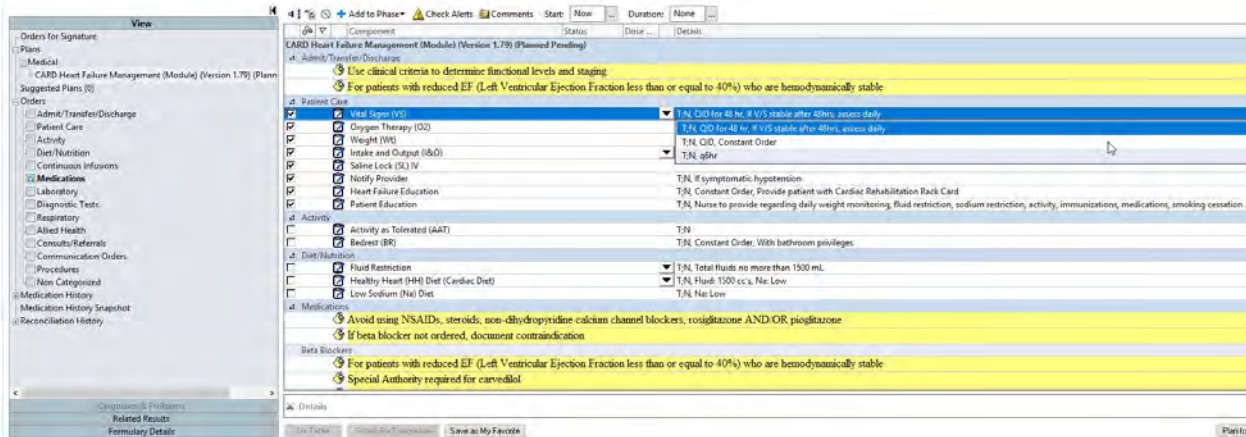 View
Orders for Signature
Plans
Medical
CARD Heart Failure Management (Module) (Version 1.79) (Plann
Suggested Plans (0)
Orders
Admit/Transfer/Discharge
Patient Care
Activity
Diet/Nutrition
Continuous Infusions
Medications
Laboratory
Diagnostic Tests
Respiratory
Allied Health
Consults/Referrals
Communication Orders
Procedures
Non Categorized
Medication History
Medication History Snapshot
Reconciliation History
Diagnoses & Problems
Related Results
Formulary Details
Add to Phase Check Alerts Comments Start: Now ... Duration: None ...
Component Status Dose ... Details
CARD Heart Failure Management (Module) (Version 1.79) (Planned Pending)
Admit/Transfer/Discharge
Use clinical criteria to determine functional levels and staging
For patients with reduced EF (Left Ventricular Ejection Fraction less than or equal to 40%) who are hemodynamically stable
Patient Care
Vital Signs (VS) T;N, QID for 48 hr, If V/S stable after 48hrs, assess daily
Oxygen Therapy (O2) T;N, QID for 48 hr, If V/S stable after 48hrs, assess daily
Weight (Wt) T;N, QID, Constant Order
Intake and Output (I&O) T;N, q6hr
Saline Lock (SL) IV
Notify Provider T;N, If symptomatic hypotension
Heart Failure Education T;N, Constant Order, Provide patient with Cardiac Rehabilitation Rack Card
Patient Education T;N, Nurse to provide regarding daily weight monitoring, fluid restriction, sodium restriction, activity, immunizations, medications, smoking cessation
Activity
Activity as Tolerated (AAT) T;N
Bedrest (BR) T;N, Constant Order, With bathroom privileges
Diet/Nutrition
Fluid Restriction T;N, Total fluids no more than 1500 mL
Healthy Heart (HH) Diet (Cardiac Diet) T;N, Fluid: 1500 cc's, Na: Low
Low Sodium (Na) Diet T;N, Na: Low
Medications
Avoid using NSAIDs, steroids, non-dihydropyridine calcium channel blockers, rosiglitazone AND/OR pioglitazone
If beta blocker not ordered, document contraindication
Beta Blockers
For patients with reduced EF (Left Ventricular Ejection Fraction less than or equal to 40%) who are hemodynamically stable
Special Authority required for carvedilol
Details
Save as My Favorite